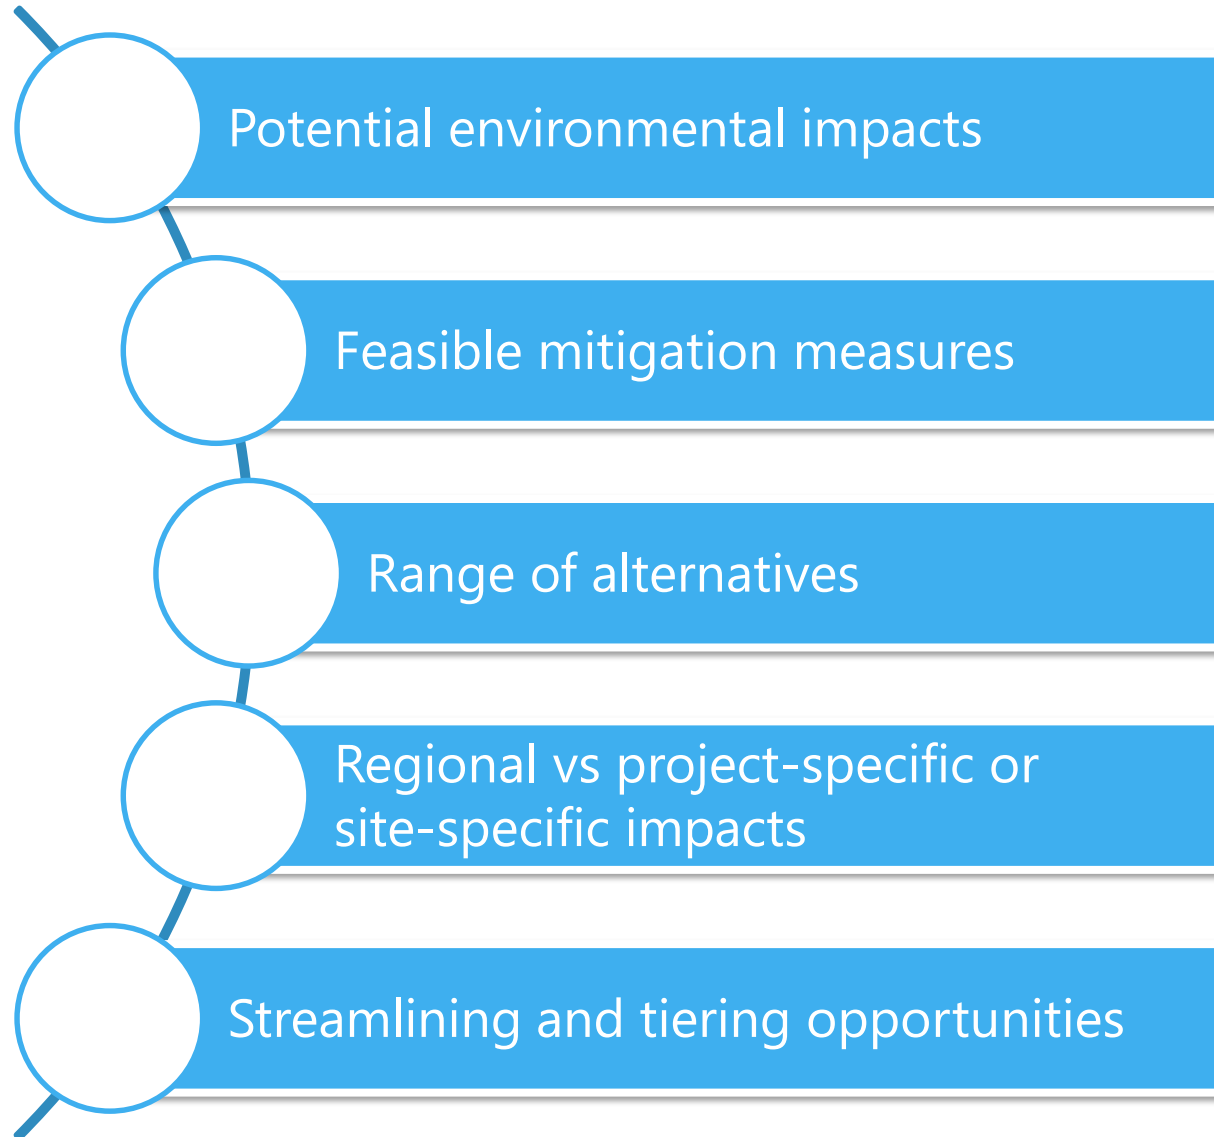 Potential environmental impacts
Feasible mitigation measures
Range of alternatives
Regional vs project-specific or
site-specific impacts
Streamlining and tiering opportunities